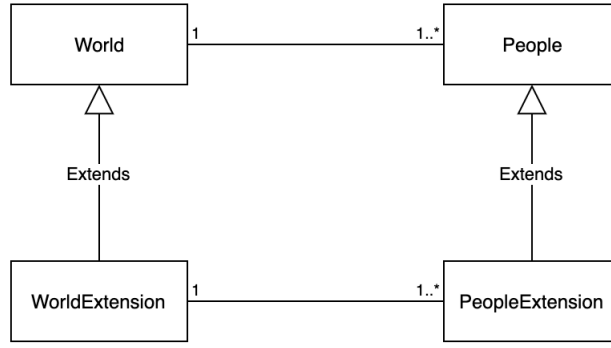 World
1
1..*
People
Extends
Extends
WorldExtension
1
1..*
PeopleExtension